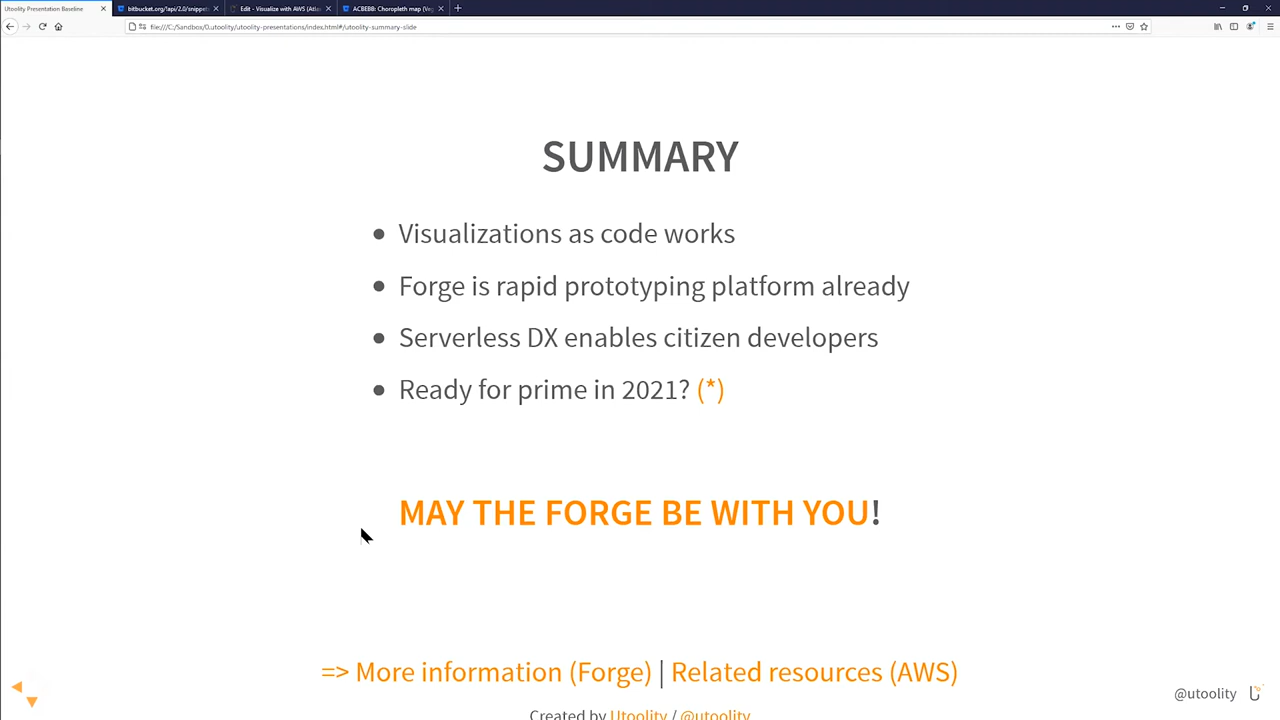 Utoolity Presentation Baseline
bitbucket.org/!api/2.0/snippet
Edit - Visualize with AWS (Atla
ACBEBB: Choropleth map (Ve
file:///C:/Sandbox/0.utoolity/utoolity-presentations/index.html#/utoolity-summary-slide
SUMMARY
• Visualizations as code works
• Forge is rapid prototyping platform already
• Serverless DX enables citizen developers
• Ready for prime in 2021? (*)
MAY THE FORGE BE WITH YOU!
=> More information (Forge) | Related resources (AWS)
@utoolity
Created by Utoolity / @utoolity